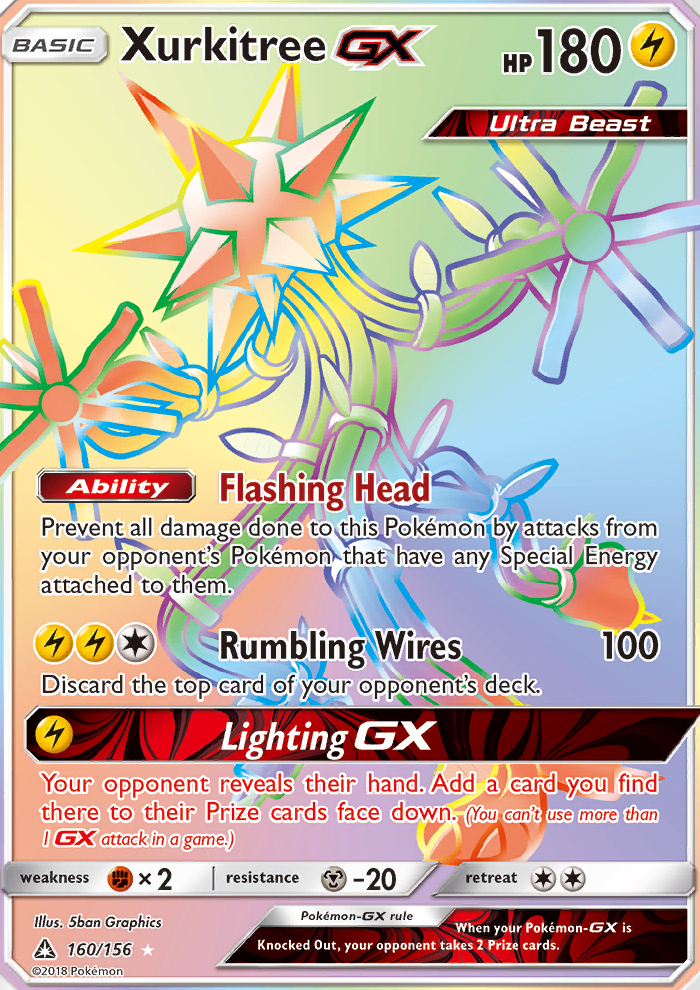 BASIC Xurkitree GX HP 180
Ultra Beast
Ability Flashing Head
Prevent all damage done to this Pokémon by attacks from
your opponent's Pokémon that have any Special Energy
attached to them.
Rumbling Wires 100
Discard the top card of your opponent's deck.
Lighting GX
Your opponent reveals their hand. Add a card you find
there to their Prize cards face down. (You can't use more than
1 GX attack in a game.)
weakness ×2 resistance -20 retreat
Illus. 5ban Graphics
Pokémon-GX rule
When your Pokémon-GX is
Knocked Out, your opponent takes 2 Prize cards.
160/156
©2018 Pokémon